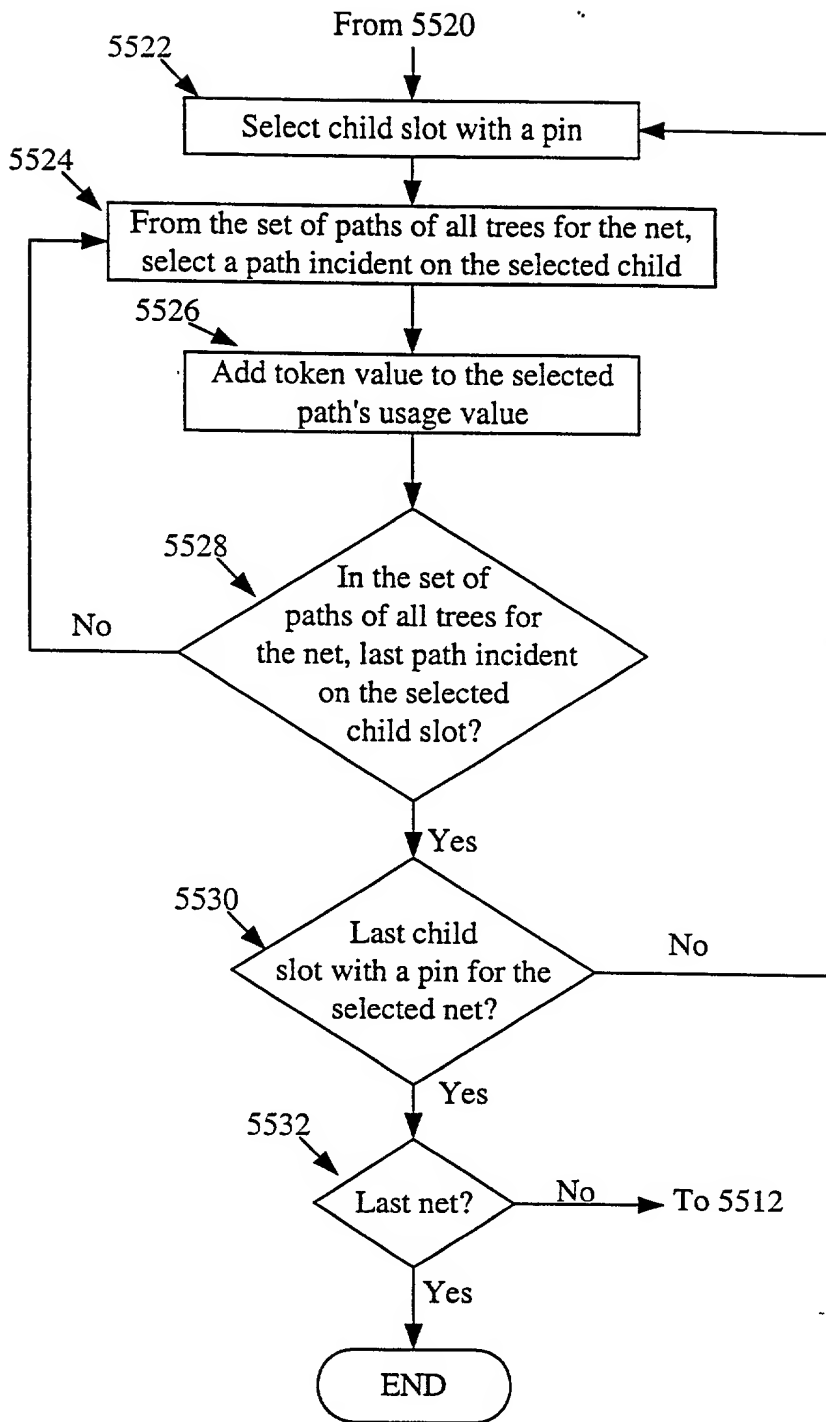 From 5520
5522
Select child slot with a pin
5524
From the set of paths of all trees for the net,
select a path incident on the selected child
5526
Add token value to the selected
path's usage value
5528
In the set of
paths of all trees for
the net, last path incident
on the selected
child slot?
No
Yes
5530
Last child
slot with a pin for the
selected net?
No
Yes
5532
Last net?
No
To 5512
Yes
END